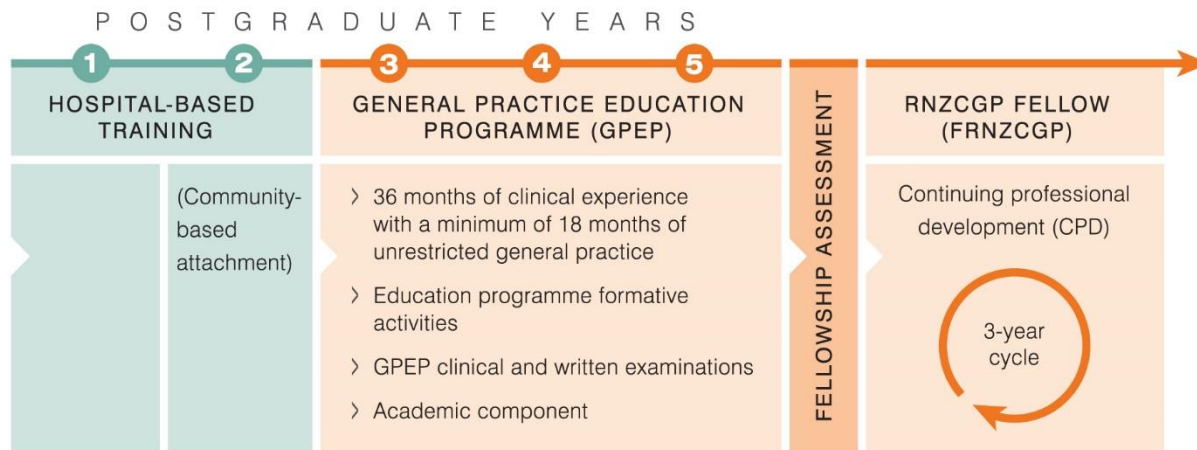 POSTGRADUATE YEARS
1 2 3 4 5
HOSPITAL-BASED
TRAINING
(Community-
based
attachment)
GENERAL PRACTICE EDUCATION
PROGRAMME (GPEP)
> 36 months of clinical experience
with a minimum of 18 months of
unrestricted general practice
> Education programme formative
activities
> GPEP clinical and written examinations
> Academic component
FELLOWSHIP ASSESSMENT
RNZCGP FELLOW
(FRNZCGP)
Continuing professional
development (CPD)
3-year
cycle